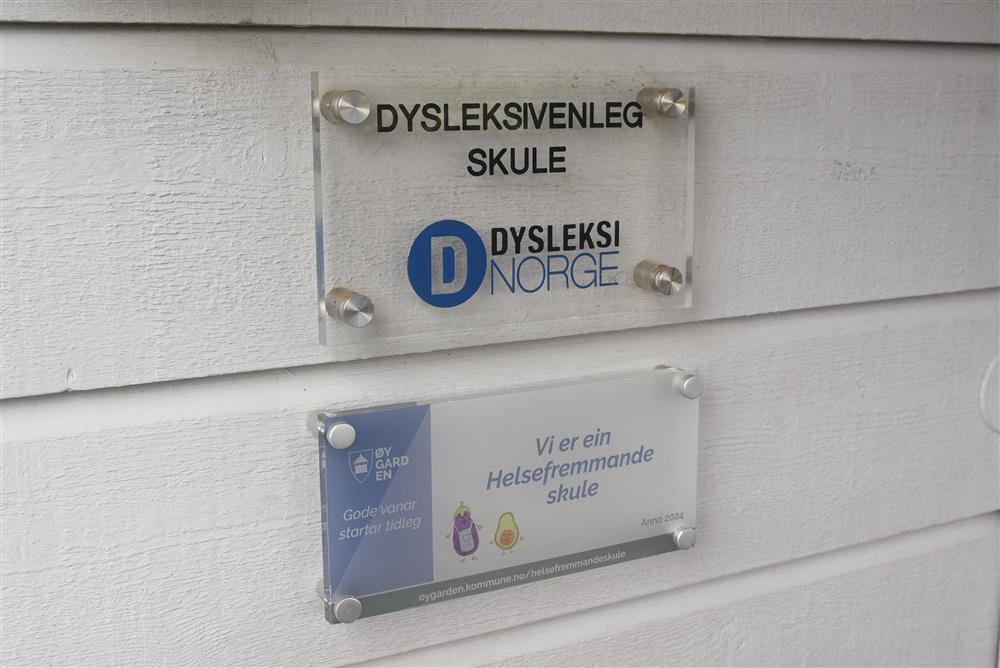 DYSLEKSIVENLEG
SKULE
D DYSLEKSI
NORGE
ØY
GARD
EN
Gode vanar
startar tidleg
Vi er ein
Helsefremmande
skule
Anno 2024
oygarden.kommune.no/helsefremmandeskule